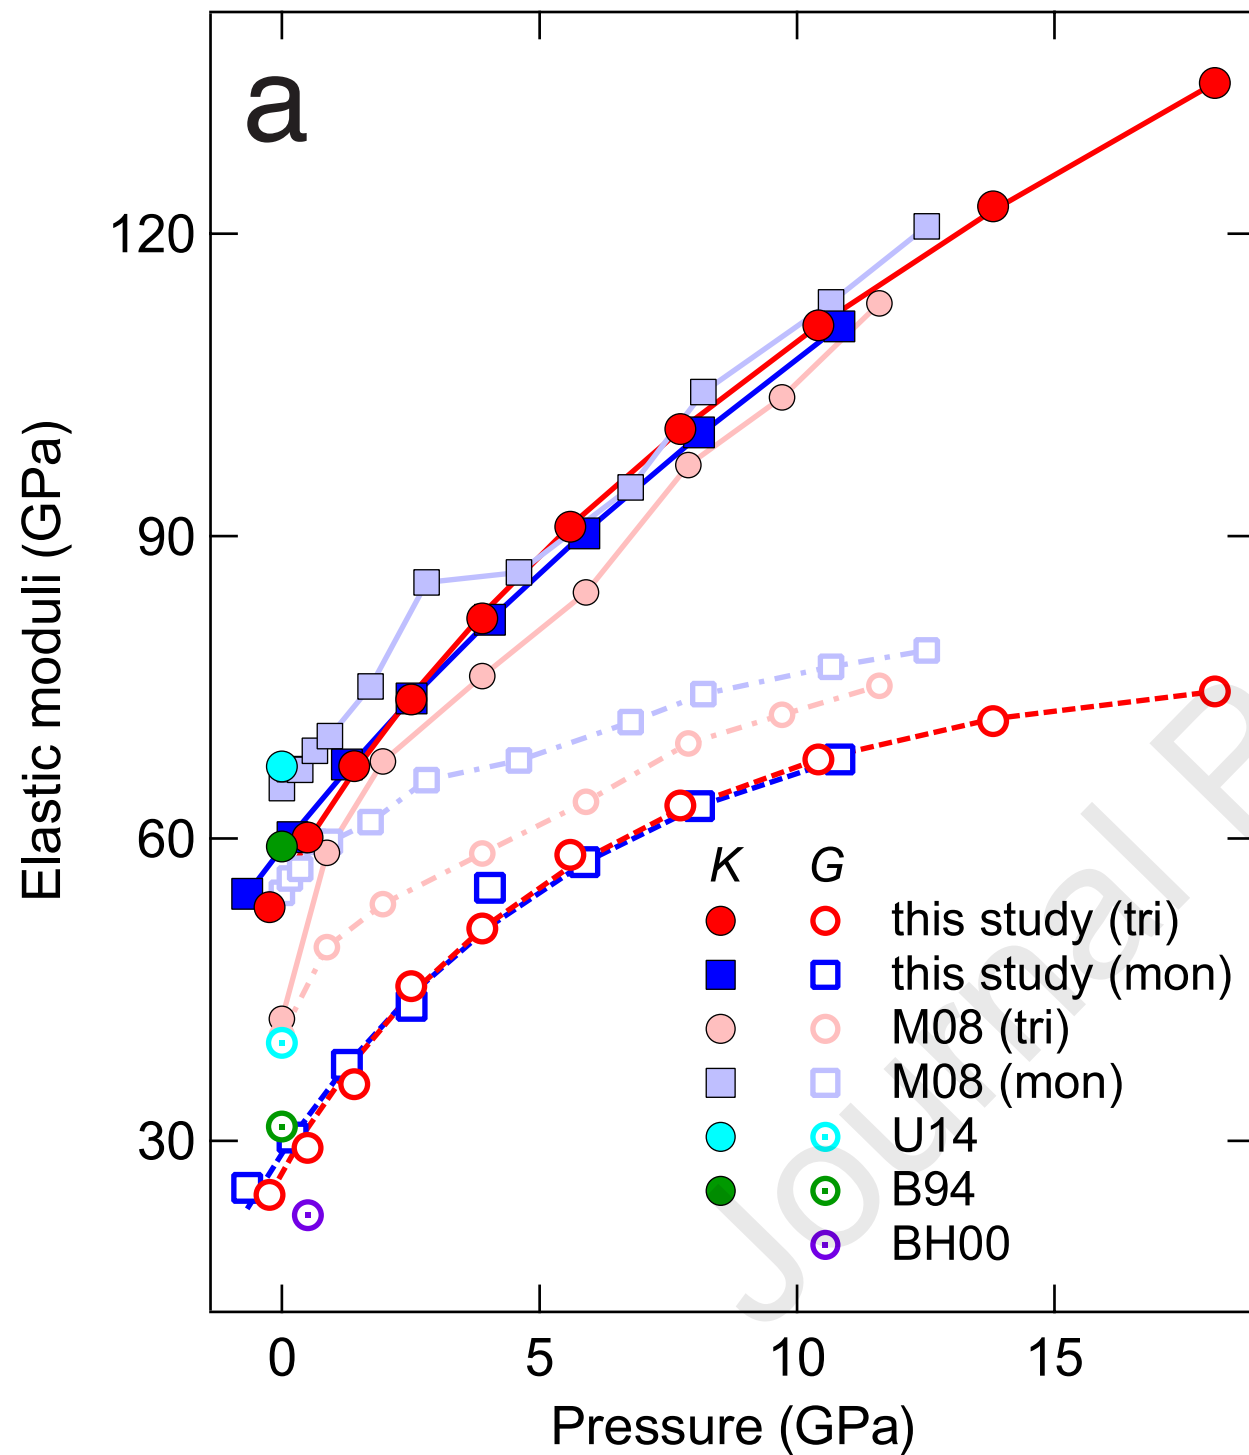 a
120
90
60
30
Elastic moduli (GPa)
K G
this study (tri)
this study (mon)
M08 (tri)
M08 (mon)
U14
B94
BH00
0 5 10 15
Pressure (GPa)
Journal P